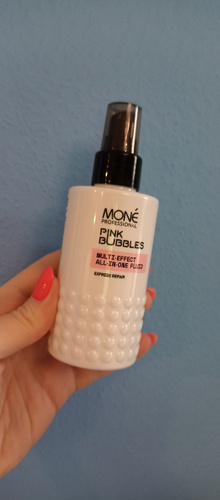 MONÉ
PROFESSIONAL
PINK
BUBBLES
MULTI-EFFECT
ALL-IN-ONE FLUID
EXPRESS REPAIR